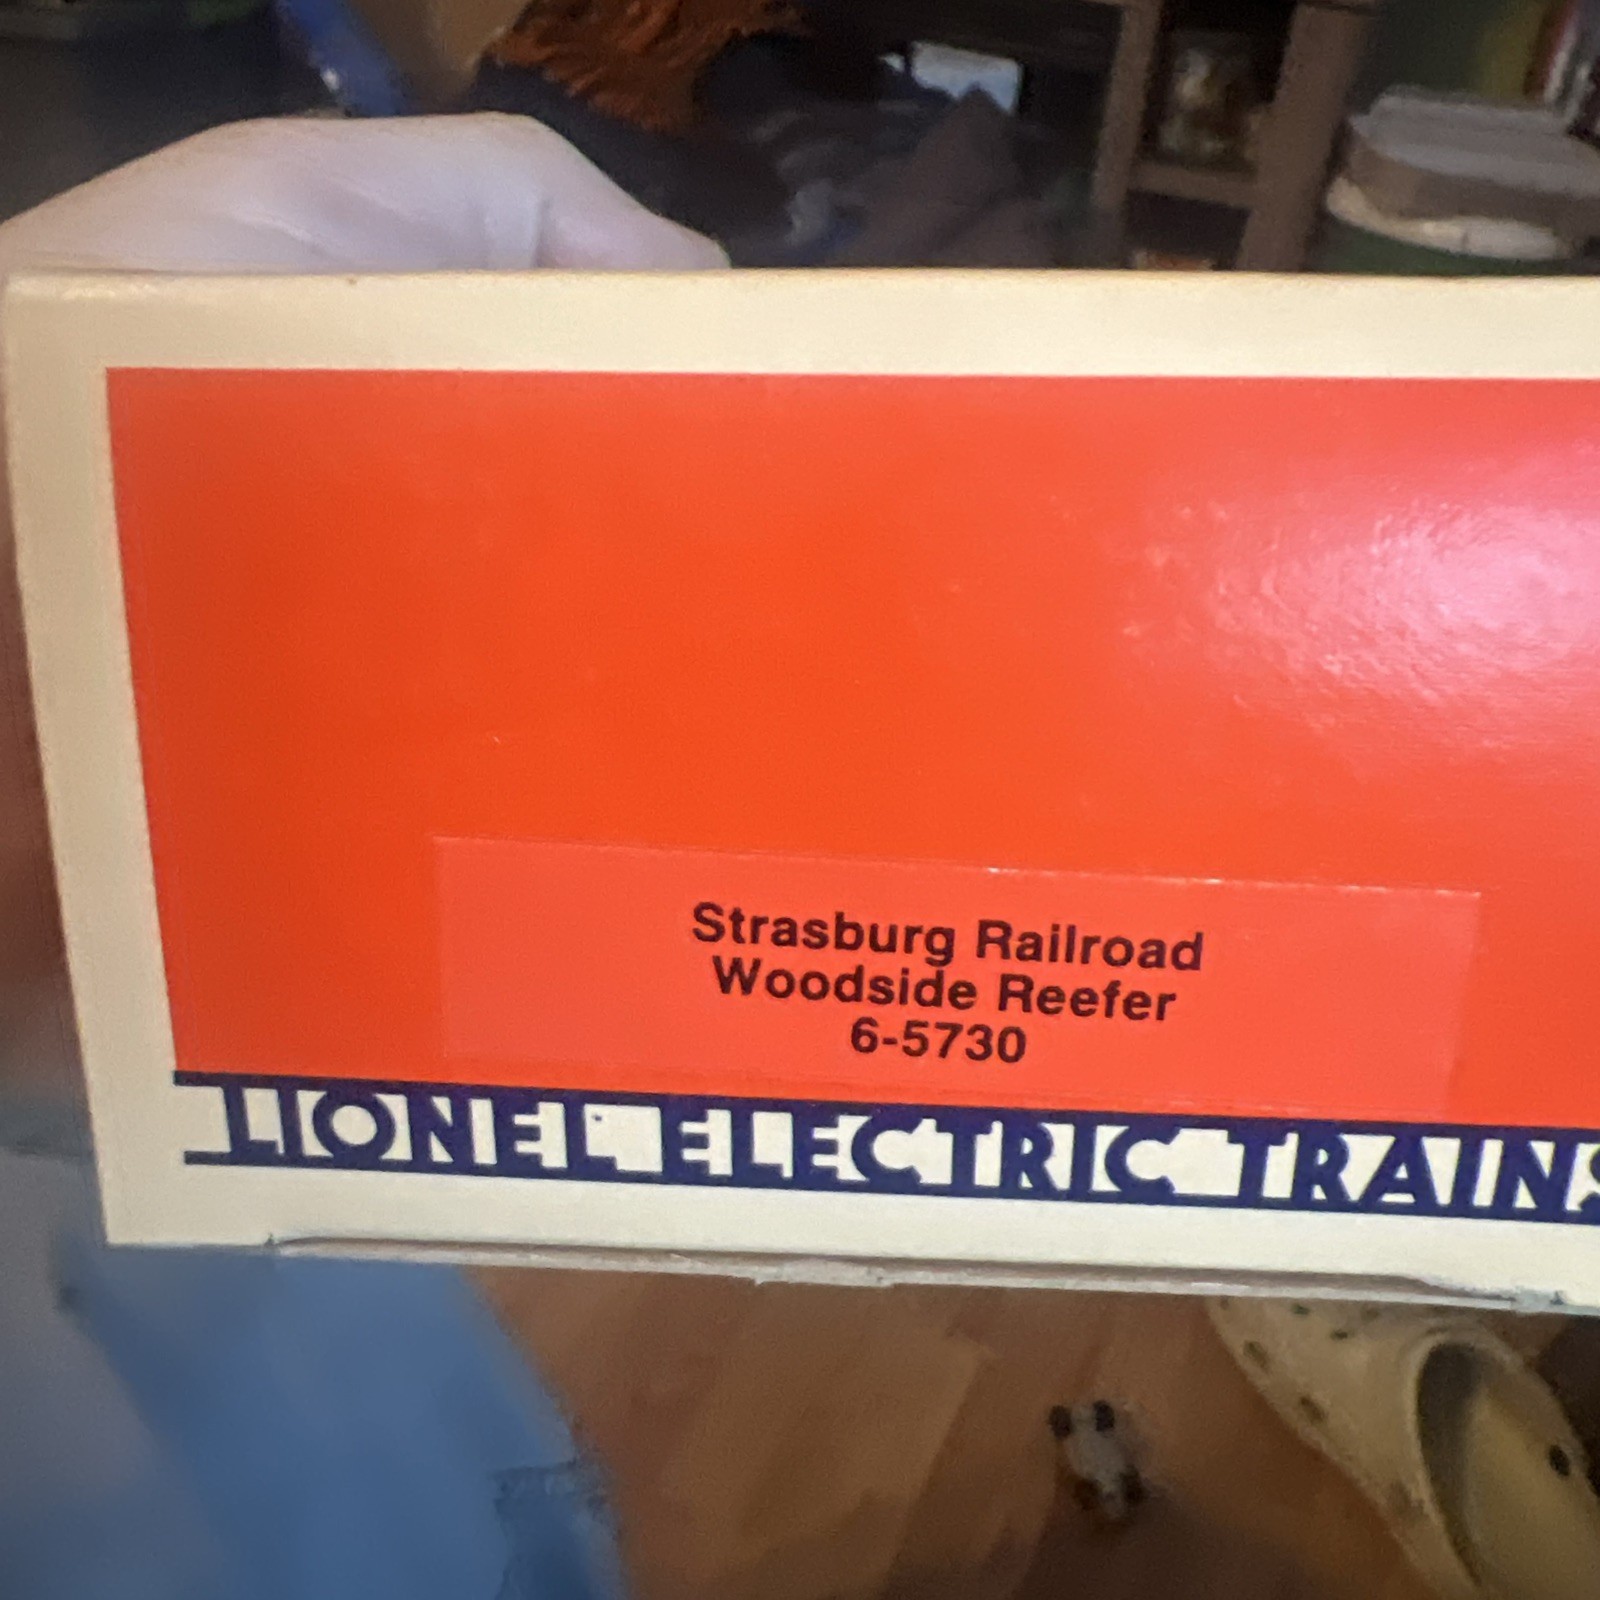 Strasburg Railroad
Woodside Reefer
6-5730
LIONEL ELECTRIC TRAINS